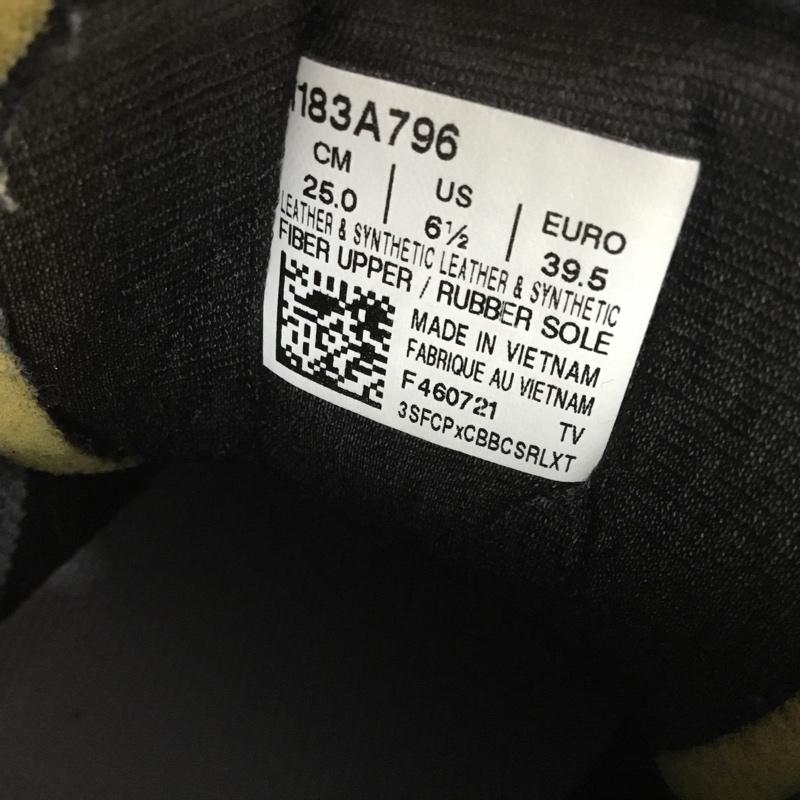 1183A796
CM | US | EURO
25.0 | 6½ | 39.5
LEATHER & SYNTHETIC LEATHER & SYNTHETIC
FIBER UPPER / RUBBER SOLE
MADE IN VIETNAM
FABRIQUE AU VIETNAM
F460721 TV
3SFCPxCBBCSRLXT